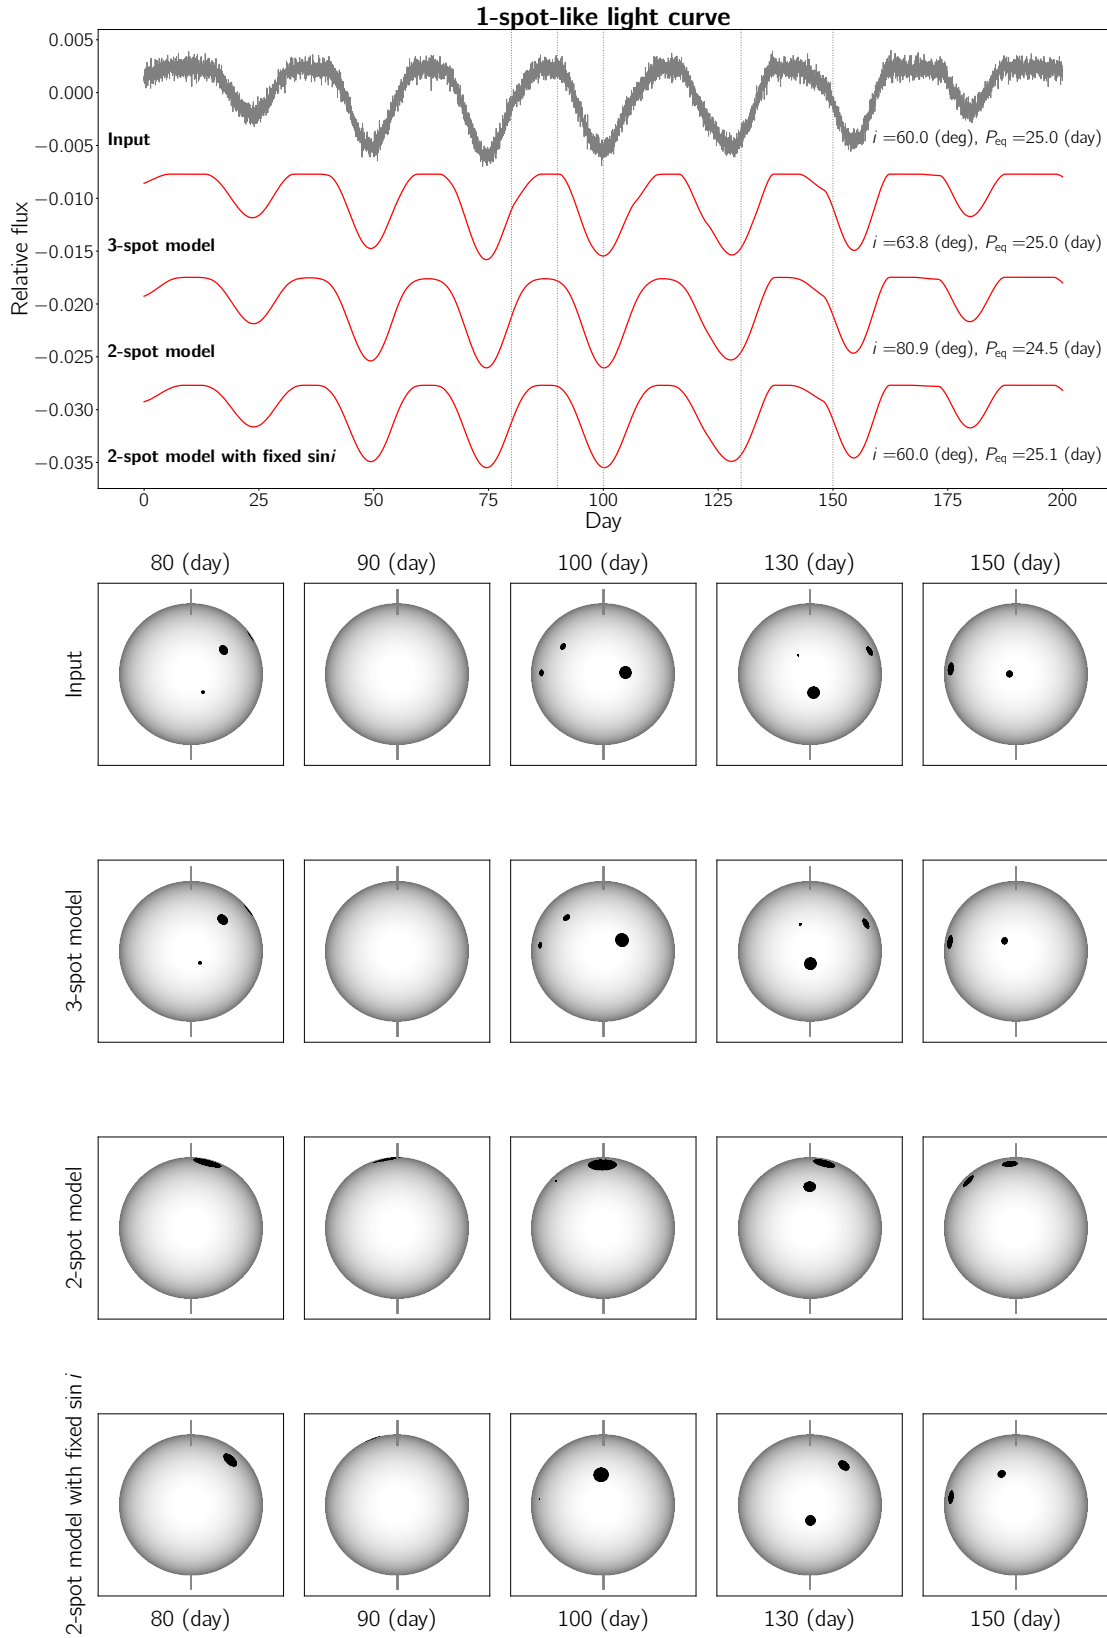 1-spot-like light curve
0.005
0.000
−0.005
−0.010
−0.015
−0.020
−0.025
−0.030
−0.035
Relative flux
Input
i =60.0 (deg), Peq =25.0 (day)
3-spot model
i =63.8 (deg), Peq =25.0 (day)
2-spot model
i =80.9 (deg), Peq =24.5 (day)
2-spot model with fixed sini
i =60.0 (deg), Peq =25.1 (day)
0 25 50 75 100 125 150 175 200
Day
80 (day) 90 (day) 100 (day) 130 (day) 150 (day)
Input
3-spot model
2-spot model
2-spot model with fixed sin i
80 (day) 90 (day) 100 (day) 130 (day) 150 (day)